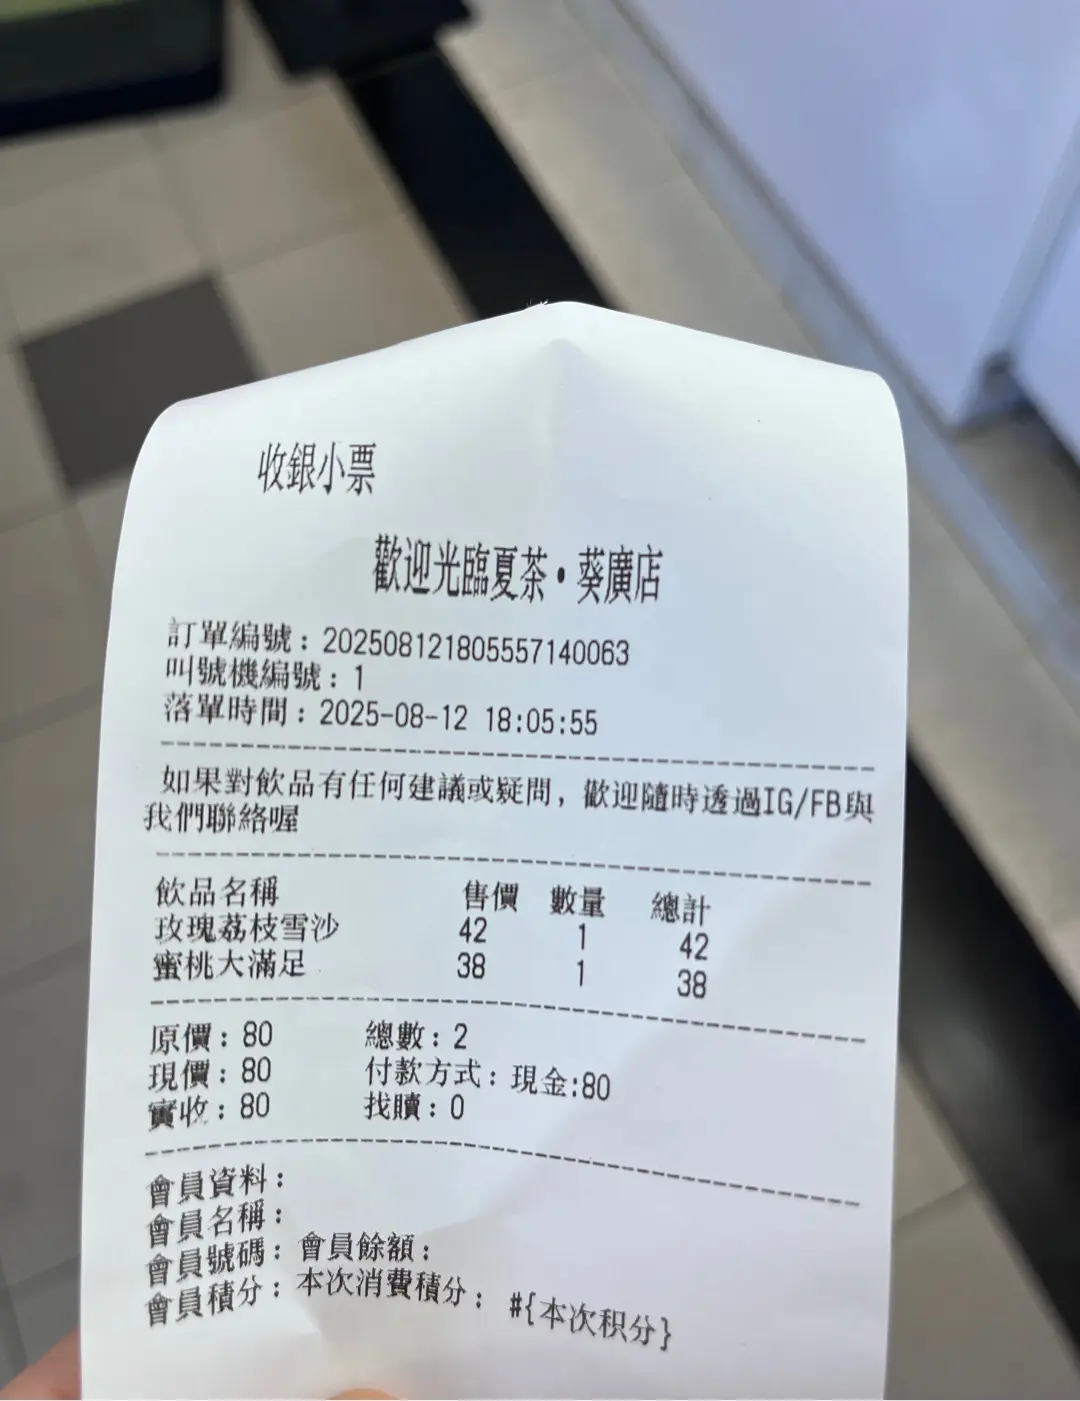 收銀小票
歡迎光臨夏茶·葵廣店
訂單編號：202508121805557140063
叫號機編號：1
落單時間：2025-08-12 18:05:55
如果對飲品有任何建議或疑問，歡迎隨時透過IG/FB與
我們聯絡喔
飲品名稱 售價 數量 總計
玫瑰荔枝雪沙 42 1 42
蜜桃大滿足 38 1 38
原價：80 總數：2
現價：80 付款方式：現金:80
實收：80 找贖：0
會員資料：
會員名稱：
會員號碼： 會員餘額：
會員積分： 本次消費積分： #{本次积分}